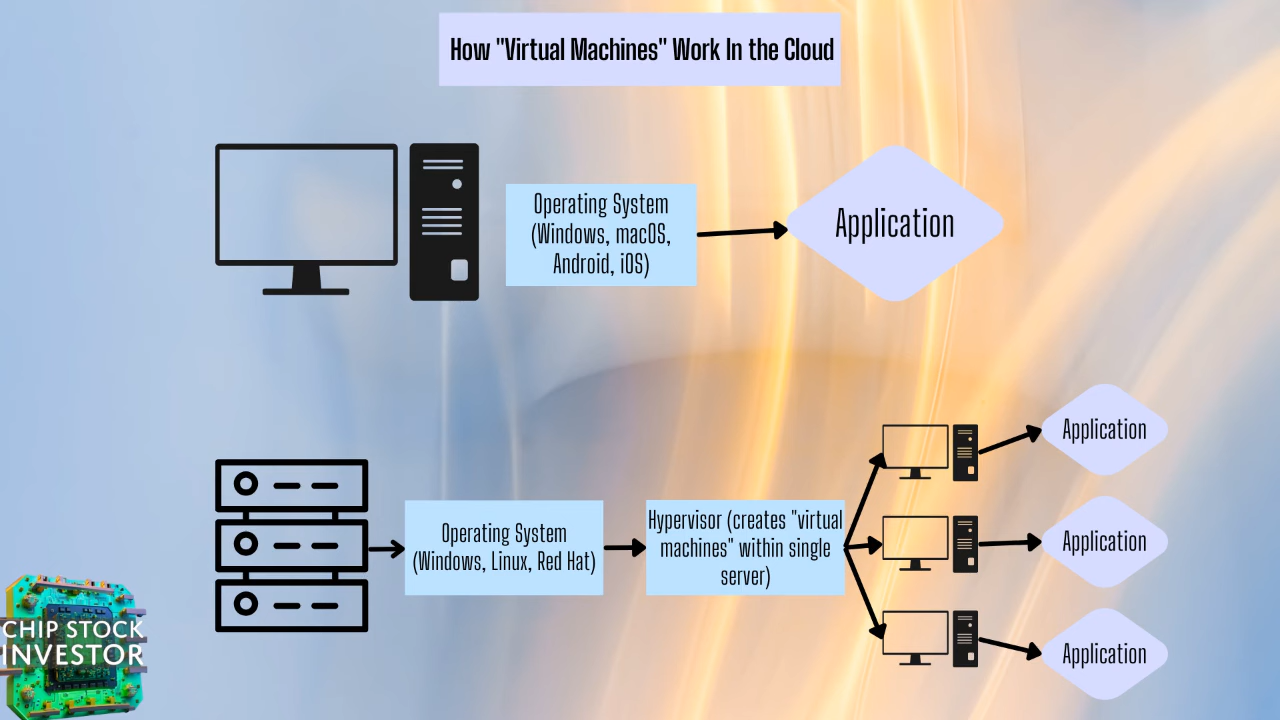 How "Virtual Machines" Work In the Cloud
Operating System
(Windows, macOS,
Android, iOS)
Application
Operating System
(Windows, Linux, Red Hat)
Hypervisor (creates "virtual
machines" within single
server)
Application
Application
Application
CHIP STOCK
INVESTOR